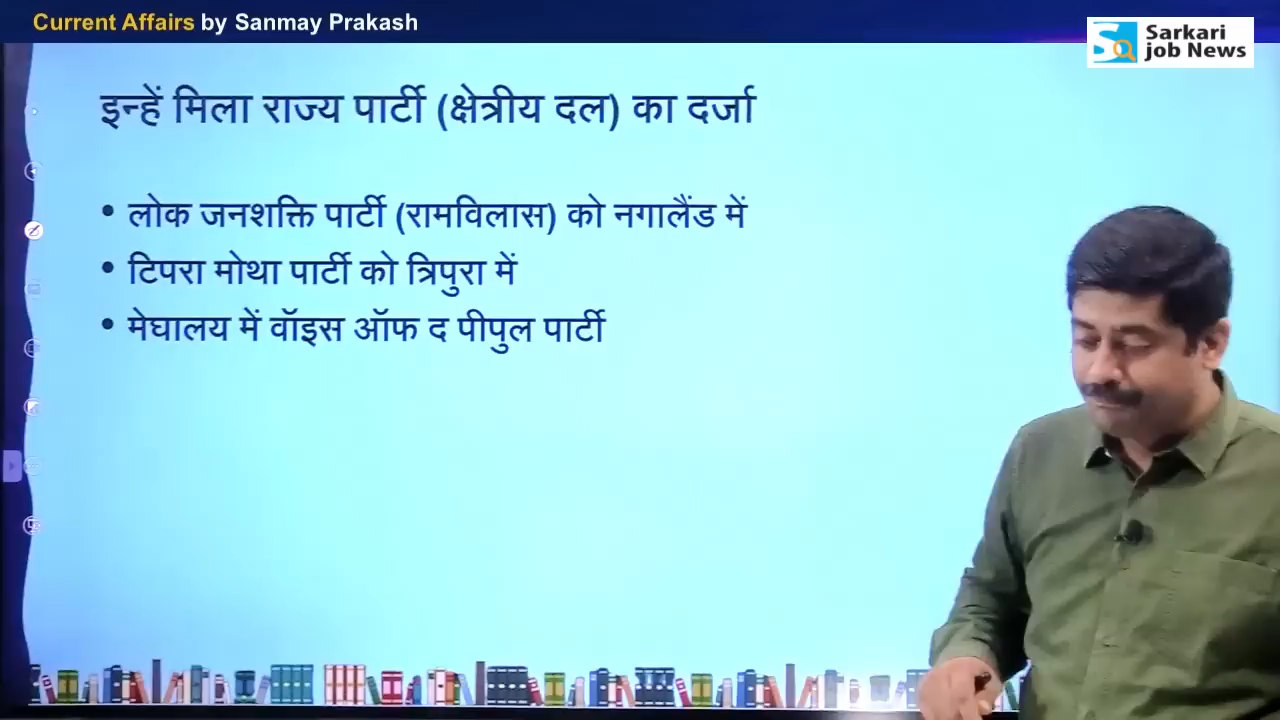 Current Affairs by Sanmay Prakash
Sarkari
job News
इन्हें मिला राज्य पार्टी (क्षेत्रीय दल) का दर्जा
• लोक जनशक्ति पार्टी (रामविलास) को नगालैंड में
• टिपरा मोथा पार्टी को त्रिपुरा में
• मेघालय में वॉइस ऑफ द पीपुल पार्टी